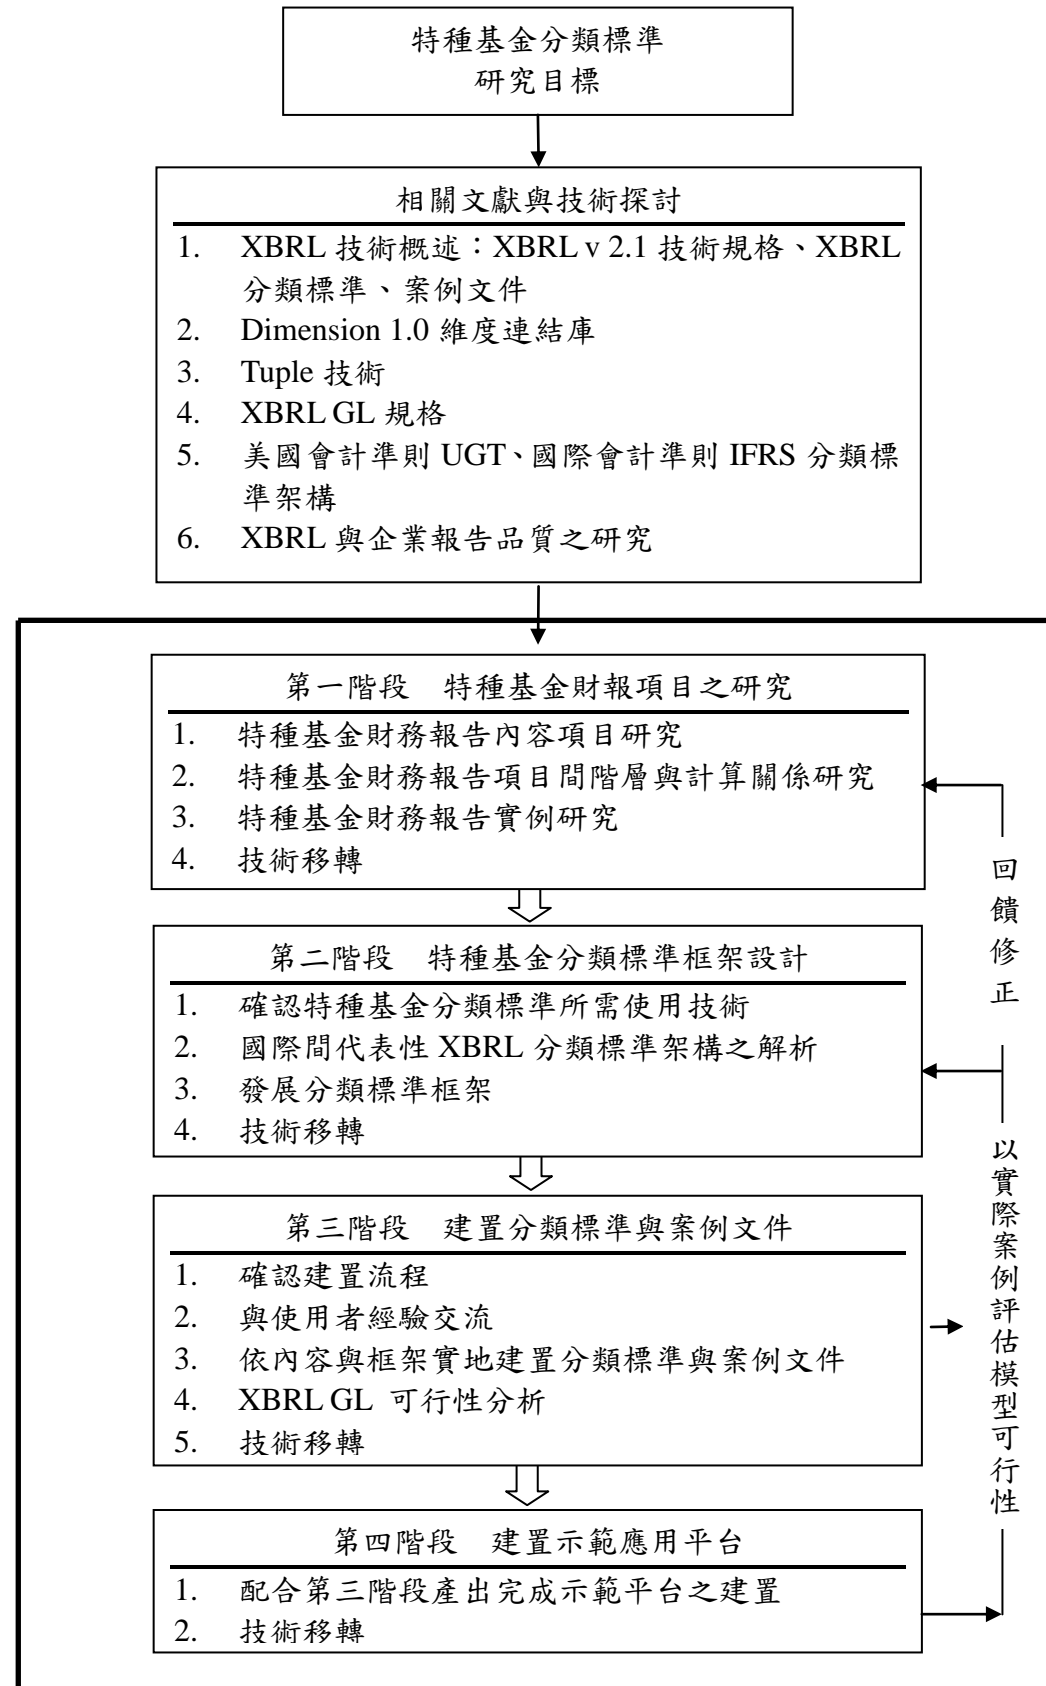 特種基金分類標準
研究目標
相關文獻與技術探討
1. XBRL 技術概述：XBRL v 2.1 技術規格、XBRL
分類標準、案例文件
2. Dimension 1.0 維度連結庫
3. Tuple 技術
4. XBRL GL 規格
5. 美國會計準則 UGT、國際會計準則 IFRS 分類標
準架構
6. XBRL 與企業報告品質之研究
第一階段　特種基金財報項目之研究
1. 特種基金財務報告內容項目研究
2. 特種基金財務報告項目間階層與計算關係研究
3. 特種基金財務報告實例研究
4. 技術移轉
第二階段　特種基金分類標準框架設計
1. 確認特種基金分類標準所需使用技術
2. 國際間代表性 XBRL 分類標準架構之解析
3. 發展分類標準框架
4. 技術移轉
第三階段　建置分類標準與案例文件
1. 確認建置流程
2. 與使用者經驗交流
3. 依內容與框架實地建置分類標準與案例文件
4. XBRL GL 可行性分析
5. 技術移轉
第四階段　建置示範應用平台
1. 配合第三階段產出完成示範平台之建置
2. 技術移轉
回饋修正
以實際案例評估模型可行性